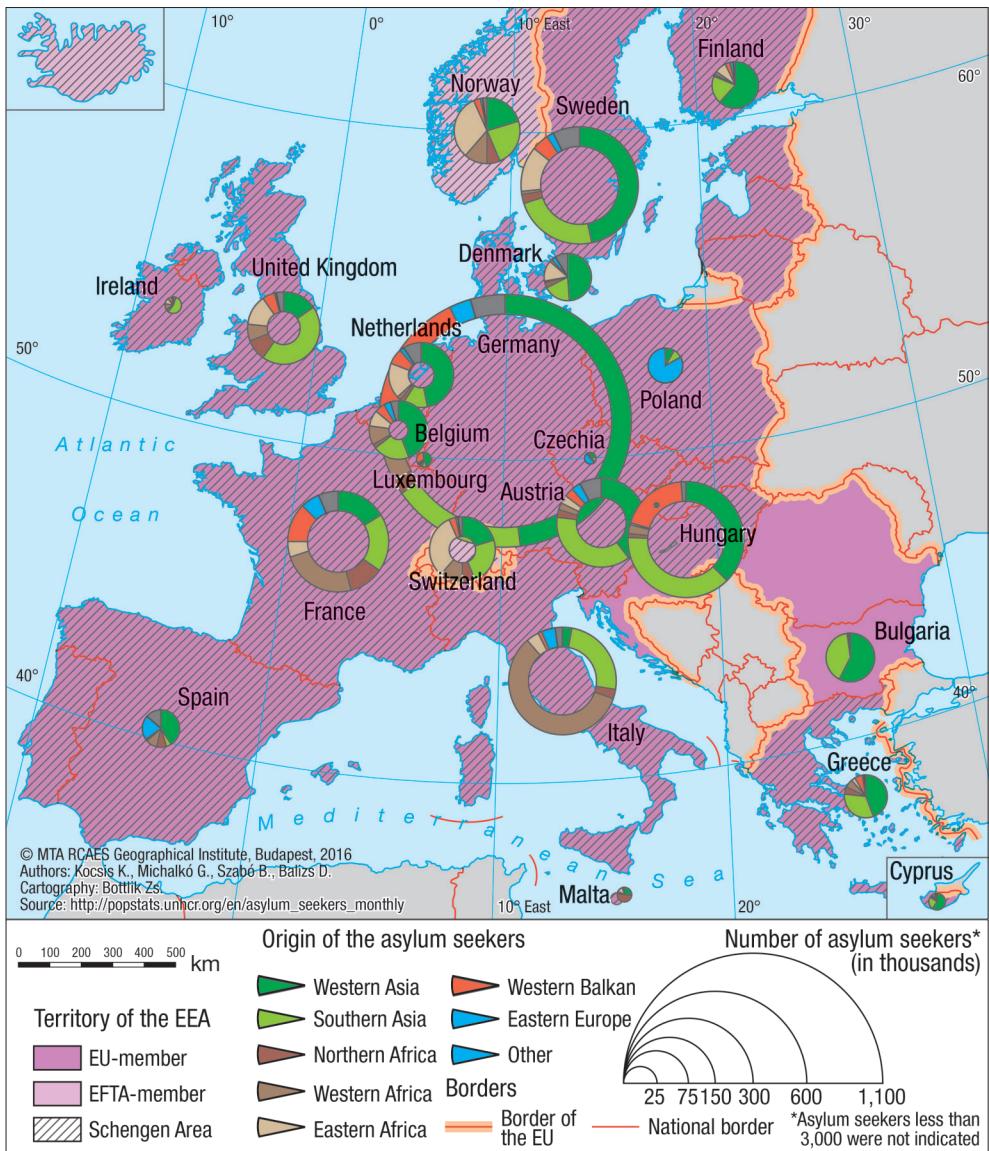 10°
0°
10° East
20°
30°
Finland
60°
Norway
Sweden
Denmark
United Kingdom
Ireland
Netherlands
Germany
50°
50°
Poland
Atlantic
Belgium
Czechia
Luxembourg
Austria
Ocean
Hungary
Switzerland
France
Bulgaria
40°
Spain
40°
Italy
Greece
Mediterranean Sea
© MTA RCAES Geographical Institute, Budapest, 2016
Authors: Kocsis K., Michalkó G., Szabó B., Balizs D.
Cartography: Bottlik Zs.
Source: http://popstats.unhcr.org/en/asylum_seekers_monthly
Malta
Cyprus
10° East
20°
0 100 200 300 400 500
km
Territory of the EEA
EU-member
EFTA-member
Schengen Area
Origin of the asylum seekers
Western Asia
Southern Asia
Northern Africa
Western Africa
Eastern Africa
Western Balkan
Eastern Europe
Other
Borders
Border of
the EU
National border
Number of asylum seekers*
(in thousands)
25 75 150 300 600 1,100
*Asylum seekers less than
3,000 were not indicated